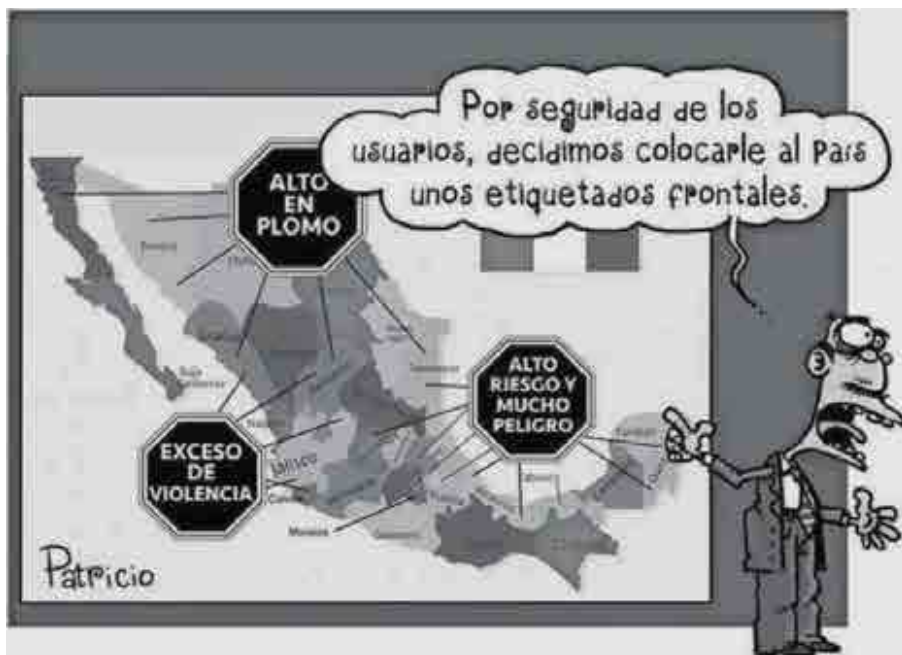 Por seguridad de los
usuarios, decidimos colocarle al País
unos etiquetados frontales.
ALTO
EN
PLOMO
ALTO
RIESGO Y
MUCHO
PELIGRO
EXCESO
DE
VIOLENCIA
Jalisco
Patricio